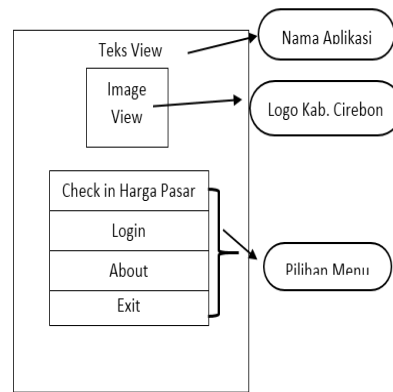 Teks View
Nama Aplikasi
Image
View
Logo Kab. Cirebon
Check in Harga Pasar
Login
About
Exit
Pilihan Menu